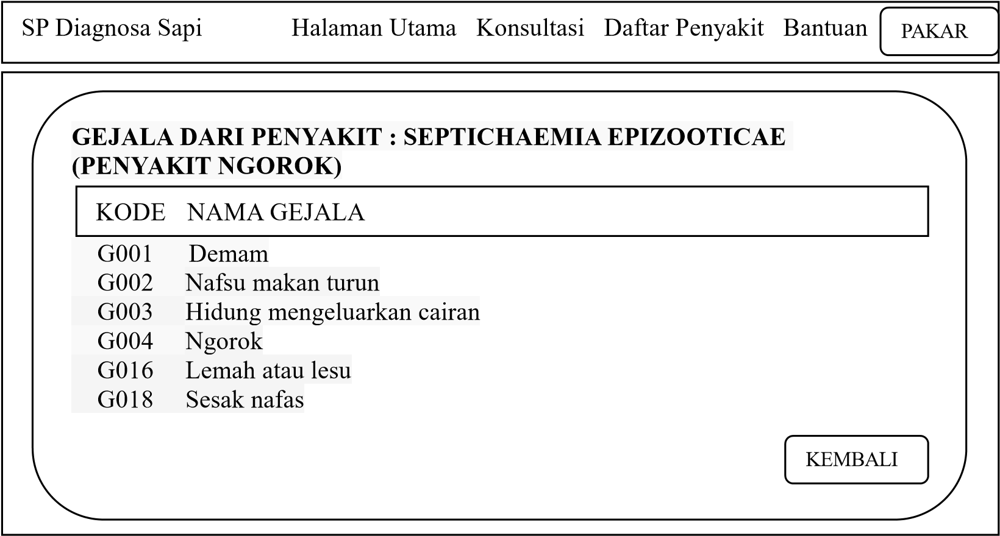 SP Diagnosa Sapi Halaman Utama Konsultasi Daftar Penyakit Bantuan PAKAR
GEJALA DARI PENYAKIT : SEPTICHAEMIA EPIZOOTICAE
(PENYAKIT NGOROK)
KODE NAMA GEJALA
G001 Demam
G002 Nafsu makan turun
G003 Hidung mengeluarkan cairan
G004 Ngorok
G016 Lemah atau lesu
G018 Sesak nafas
KEMBALI